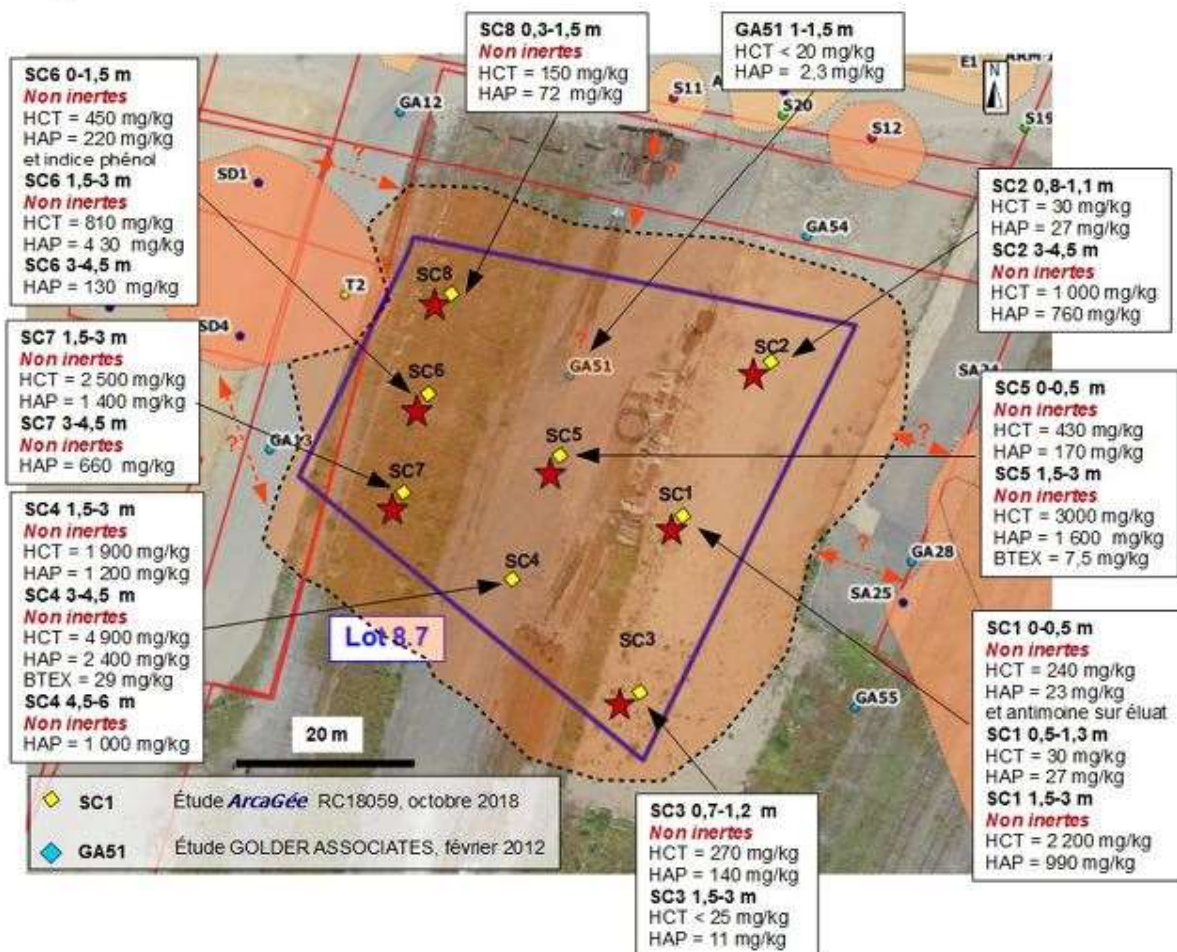 SC8 0,3-1,5 m
Non inertes
HCT = 150 mg/kg
HAP = 72 mg/kg
GA51 1-1,5 m
HCT < 20 mg/kg
HAP = 2,3 mg/kg
SC6 0-1,5 m
Non inertes
HCT = 450 mg/kg
HAP = 220 mg/kg
et indice phénol
SC6 1,5-3 m
Non inertes
HCT = 810 mg/kg
HAP = 430 mg/kg
SC6 3-4,5 m
HAP = 130 mg/kg
SC7 1,5-3 m
Non inertes
HCT = 2 500 mg/kg
HAP = 1 400 mg/kg
SC7 3-4,5 m
Non inertes
HAP = 660 mg/kg
SC4 1,5-3 m
Non inertes
HCT = 1 900 mg/kg
HAP = 1 200 mg/kg
SC4 3-4,5 m
Non inertes
HCT = 4 900 mg/kg
HAP = 2 400 mg/kg
BTEX = 29 mg/kg
SC4 4,5-6 m
Non inertes
HAP = 1 000 mg/kg
SC2 0,8-1,1 m
HCT = 30 mg/kg
HAP = 27 mg/kg
SC2 3-4,5 m
Non inertes
HCT = 1 000 mg/kg
HAP = 760 mg/kg
SC5 0-0,5 m
Non inertes
HCT = 430 mg/kg
HAP = 170 mg/kg
SC5 1,5-3 m
Non inertes
HCT = 3000 mg/kg
HAP = 1 600 mg/kg
BTEX = 7,5 mg/kg
SC1 0-0,5 m
Non inertes
HCT = 240 mg/kg
HAP = 23 mg/kg
et antimoine sur éluat
SC1 0,5-1,3 m
HCT = 30 mg/kg
HAP = 27 mg/kg
SC1 1,5-3 m
Non inertes
HCT = 2 200 mg/kg
HAP = 990 mg/kg
SC3 0,7-1,2 m
Non inertes
HCT = 270 mg/kg
HAP = 140 mg/kg
SC3 1,5-3 m
HCT < 25 mg/kg
HAP = 11 mg/kg
E1
N
S11
S20
S12
S19
GA12
SD1
?
?
GA54
T2
SD4
SC8
?
GA51
SC2
SC6
GA13
?
SC5
?
SC7
SC1
?
GA28
SA25
SC4
SC3
GA55
Lot 8.7
20 m
SC1 Étude ArcaGée RC18059, octobre 2018
GA51 Étude GOLDER ASSOCIATES, février 2012